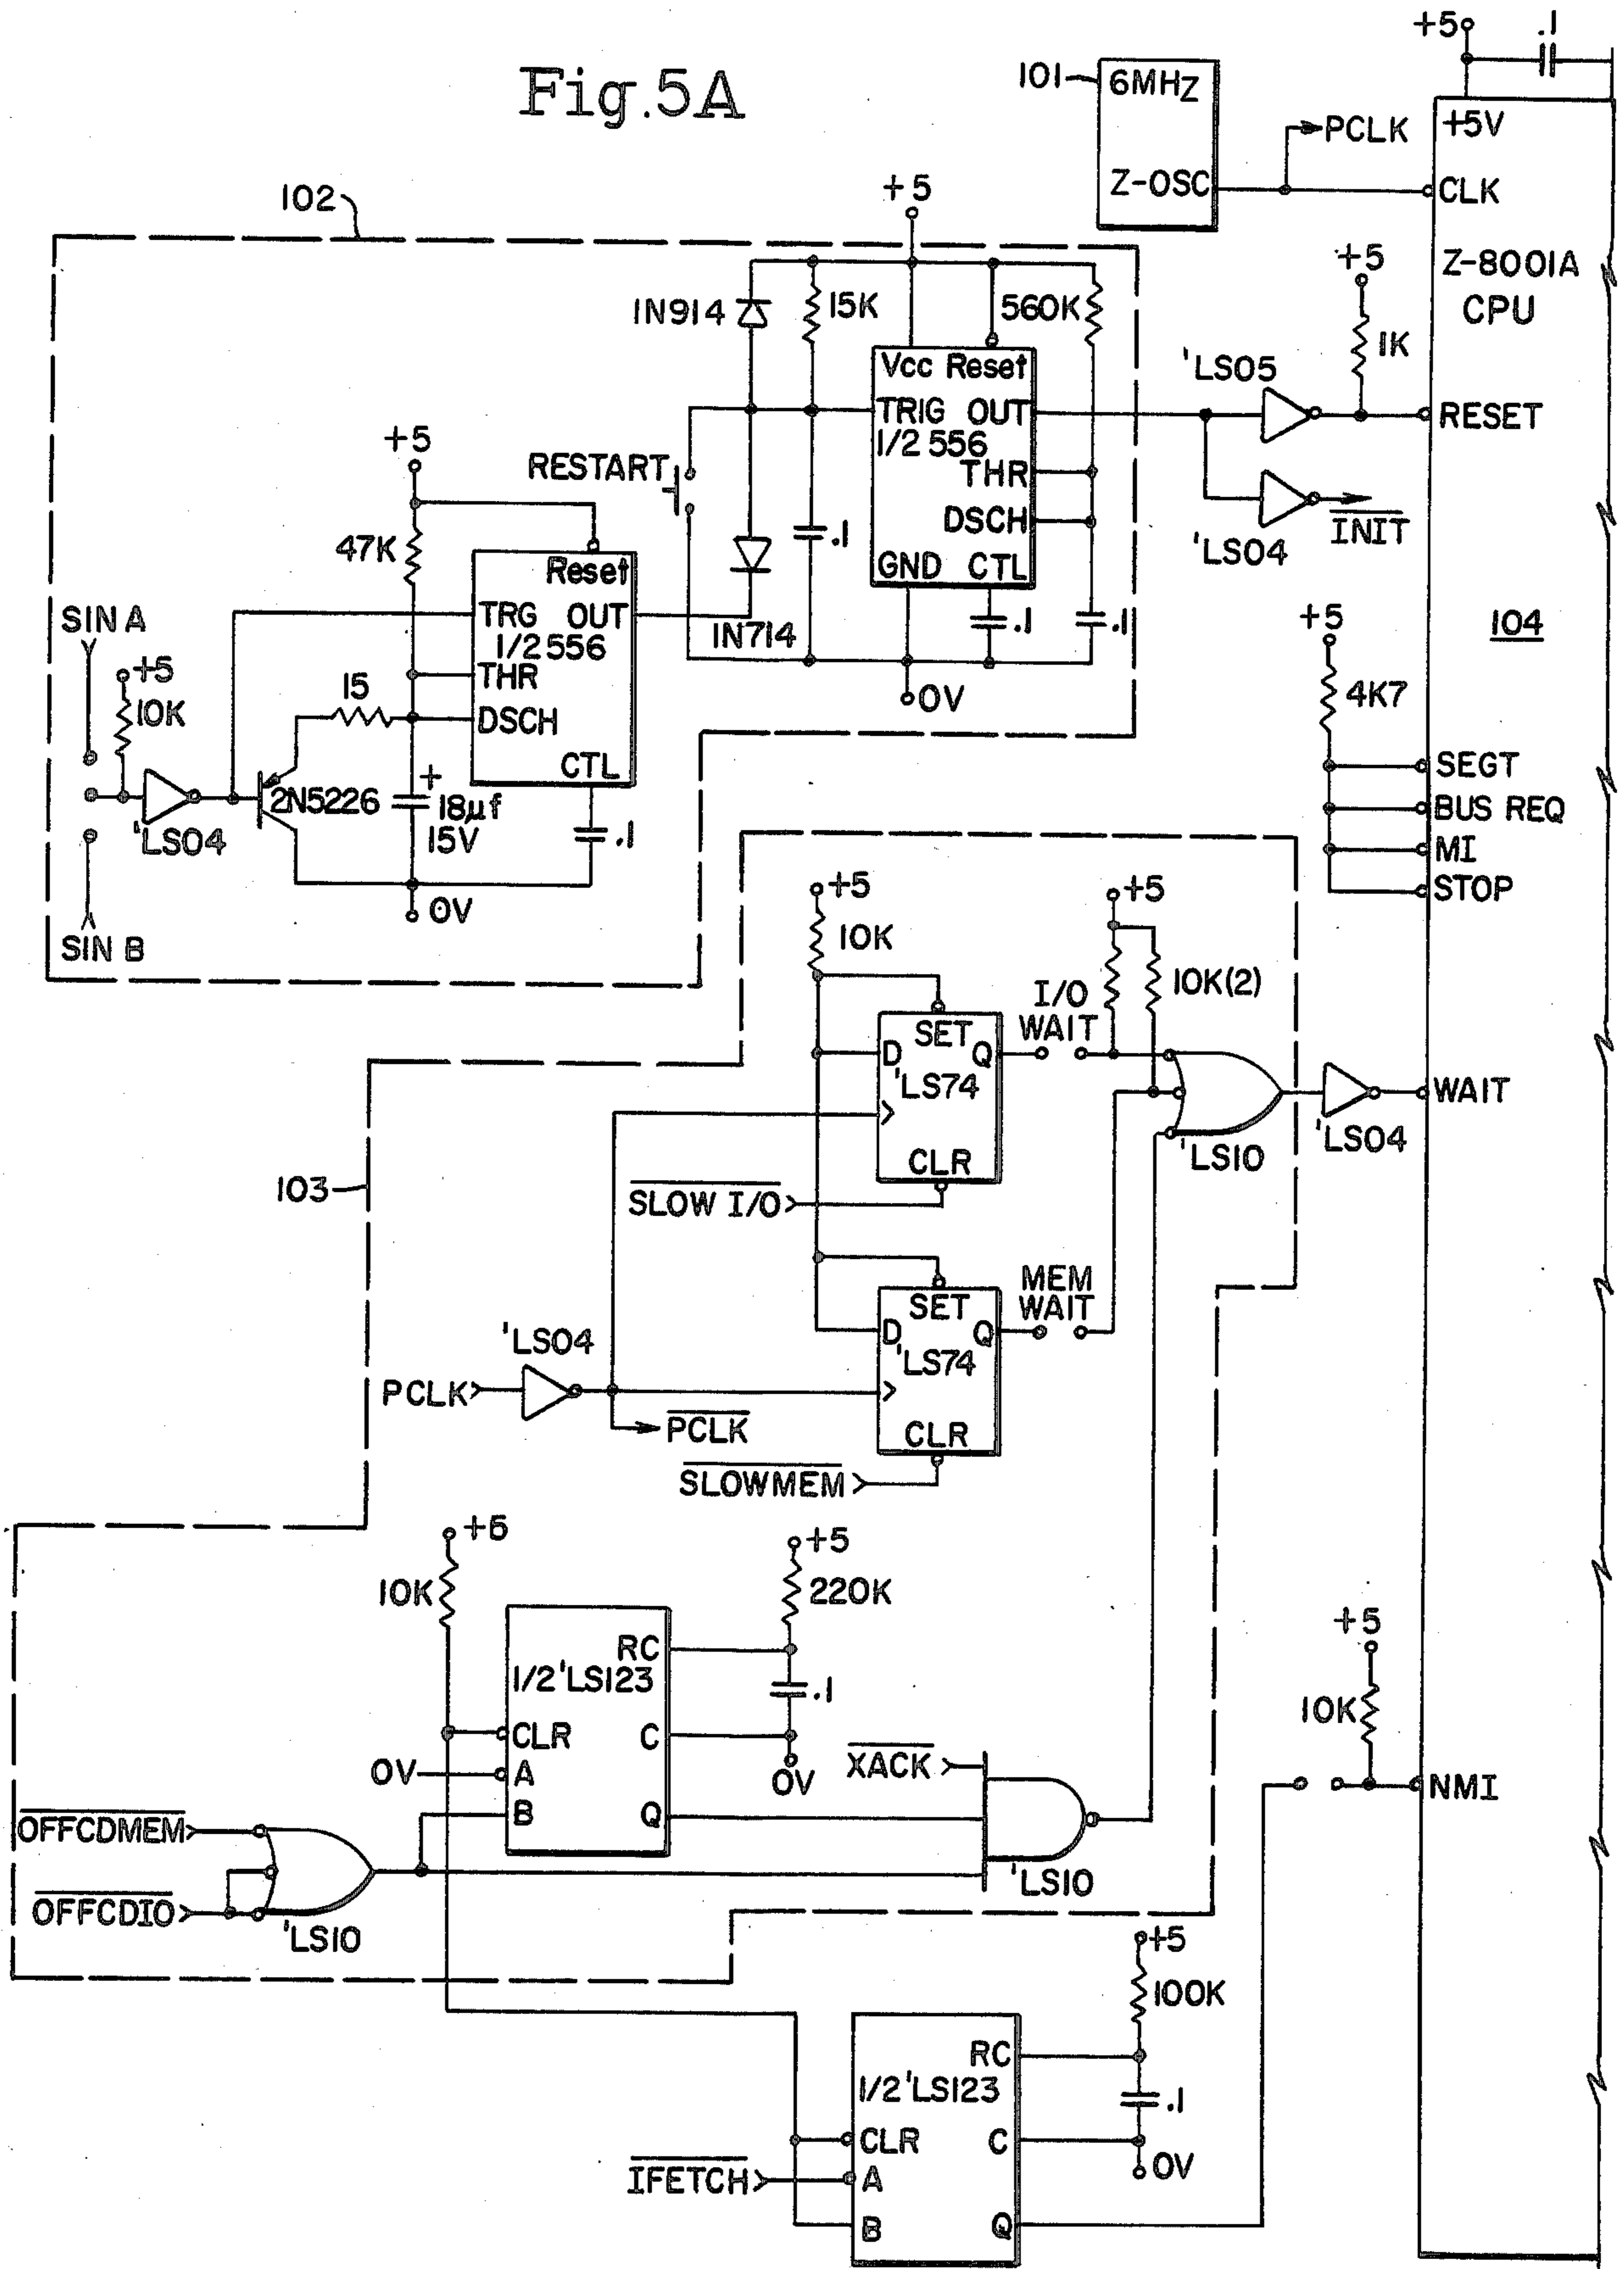 Fig. 5A
+5
.1
101
6MHZ
Z-OSC
PCLK
+5V
CLK
Z-8001A
CPU
104
102
+5
1N914
15K
560K
Vcc Reset
TRIG OUT
1/2 556
THR
DSCH
GND CTL
.1
.1
.1
0V
RESTART
1N714
'LS05
+5
1K
RESET
'LS04
INIT
+5
47K
Reset
TRG OUT
1/2 556
THR
DSCH
CTL
SIN A
+5
10K
15
'LS04
2N5226
+
18μf
15V
.1
0V
SIN B
+5
4K7
SEGT
BUS REQ
MI
STOP
103
+5
10K
+5
10K(2)
I/O
WAIT
SET
D Q
'LS74
CLR
SLOW I/O
'LS10
'LS04
WAIT
MEM
WAIT
SET
D Q
'LS74
CLR
SLOWMEM
'LS04
PCLK
PCLK
+5
10K
+5
220K
RC
1/2 'LS123
.1
CLR C
0V A
0V
B Q
XACK
'LS10
OFFCDMEM
OFFCDIO
'LS10
+5
10K
NMI
+5
100K
RC
1/2 'LS123
.1
CLR C
IFETCH A
0V
B Q